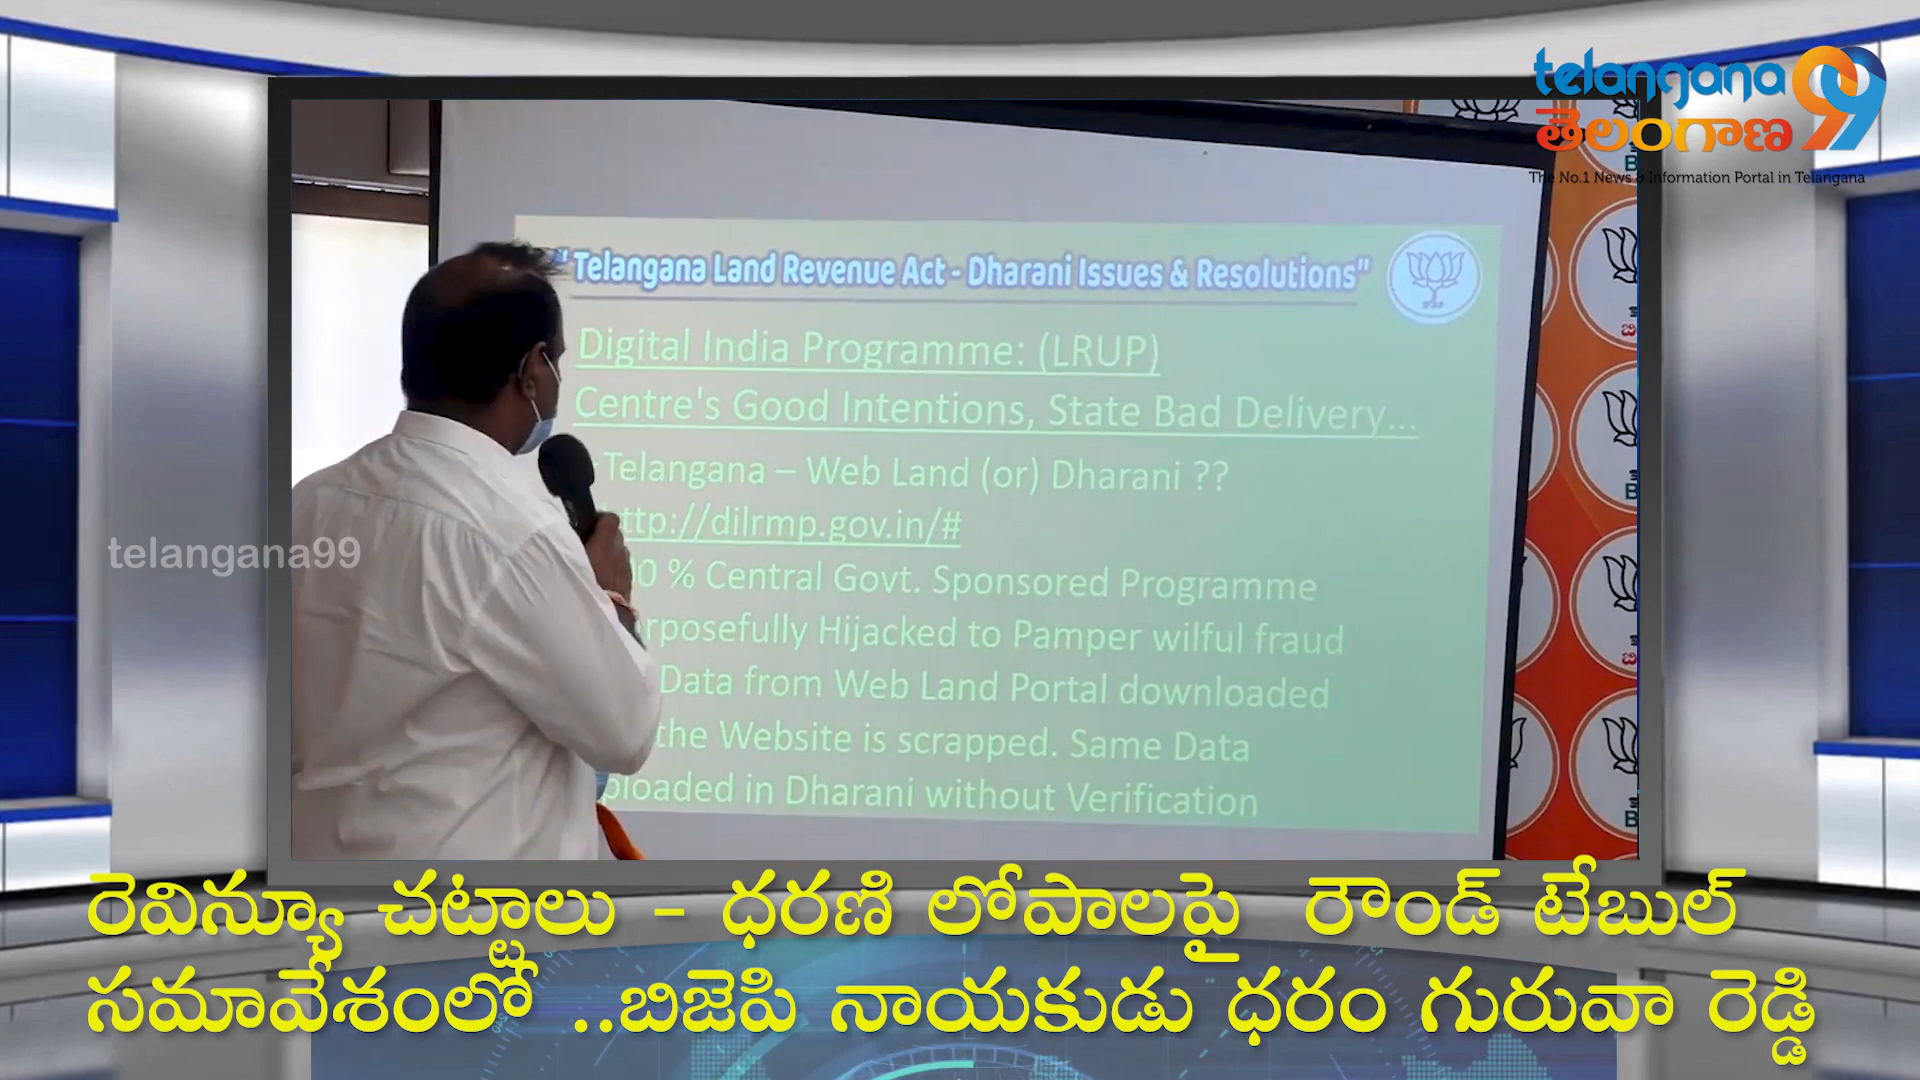 telangana 99
తెలంగాణ
The No.1 News & Information Portal in Telangana
"Telangana Land Revenue Act - Dharani Issues & Resolutions"
Digital India Programme: (LRUP)
Centre's Good Intentions, State Bad Delivery...
Telangana – Web Land (or) Dharani ??
ttp://dilrmp.gov.in/#
0 % Central Govt. Sponsored Programme
rposefully Hijacked to Pamper wilful fraud
Data from Web Land Portal downloaded
the Website is scrapped. Same Data
ploaded in Dharani without Verification
telangana99
రెవిన్యూ చట్టాలు - ధరణి లోపాలపై రౌండ్ టేబుల్
సమావేశంలో ..బిజెపి నాయకుడు ధరం గురువా రెడ్డి